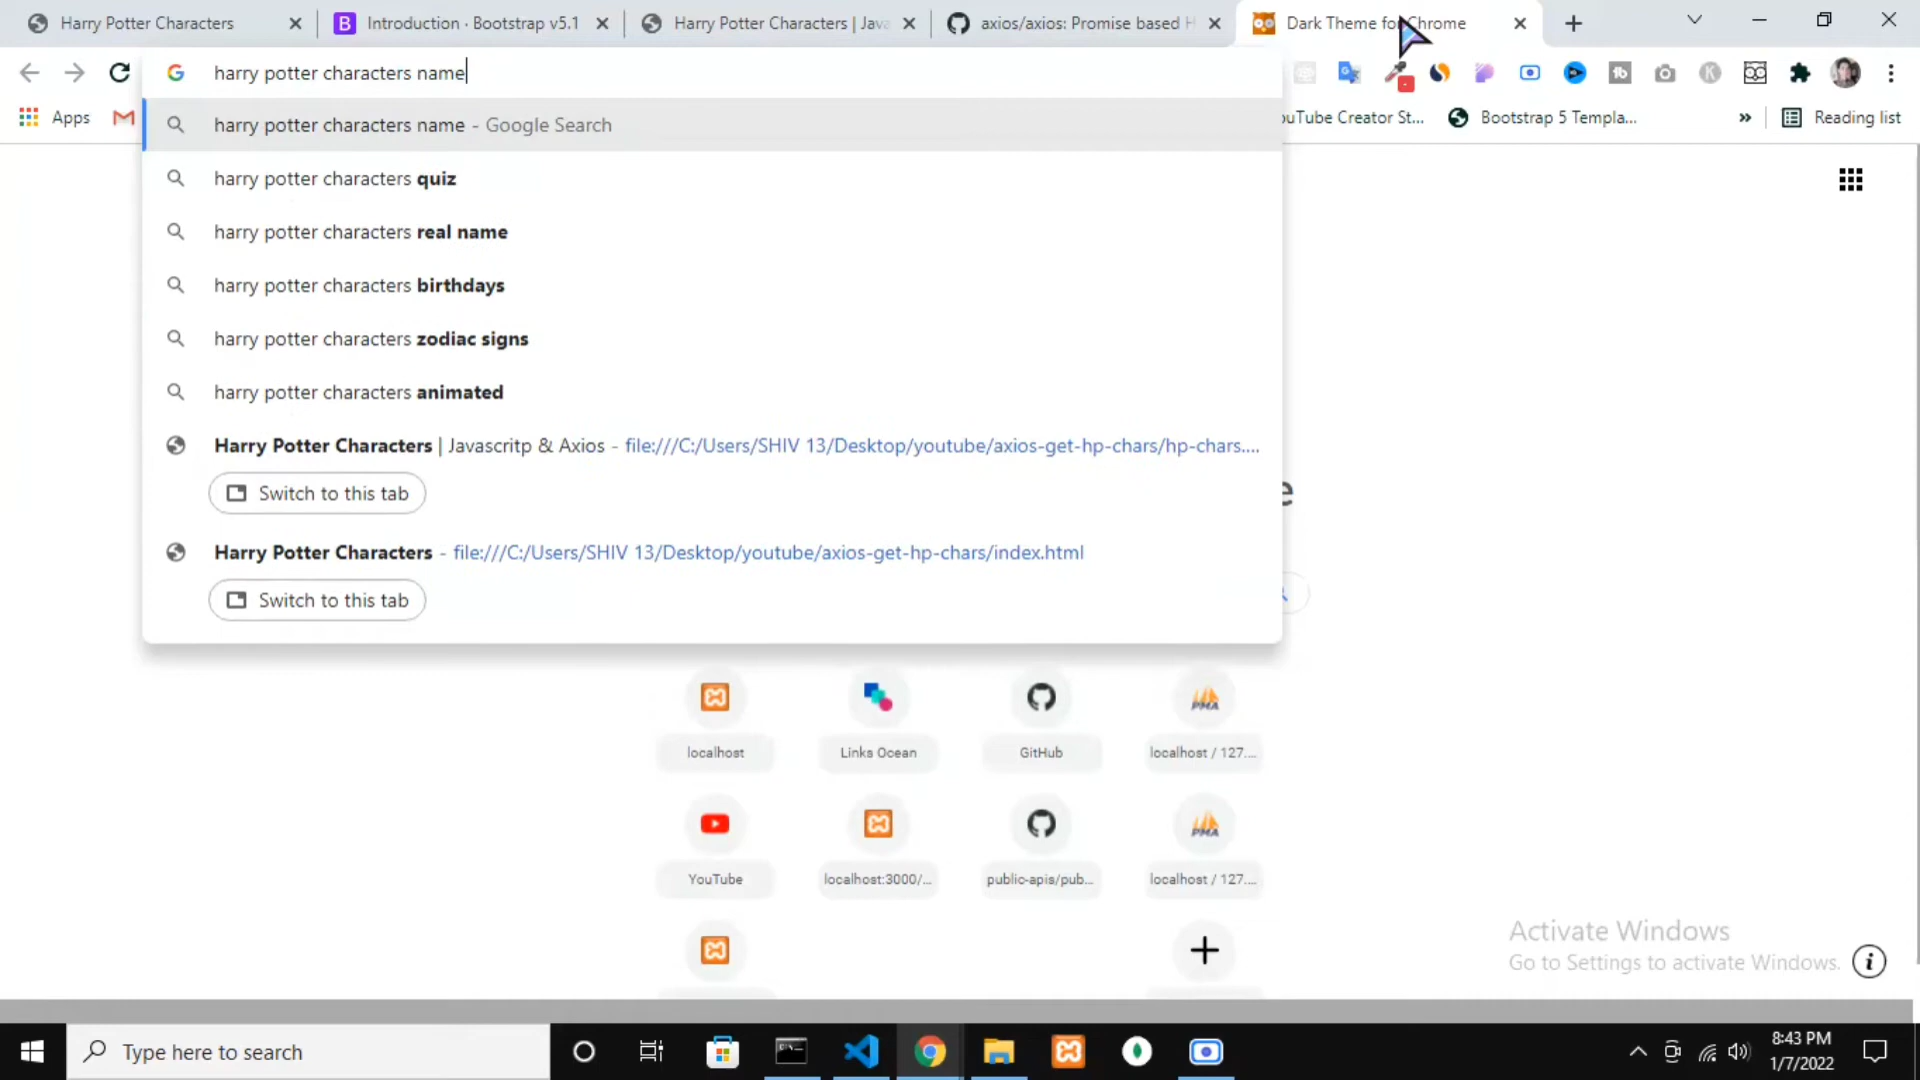 Harry Potter Characters
Introduction · Bootstrap v5.1
Harry Potter Characters | Java
axios/axios: Promise based H
Dark Theme for Chrome
harry potter characters name
Apps
uTube Creator St...
Bootstrap 5 Templa...
»
Reading list
harry potter characters name - Google Search
harry potter characters quiz
harry potter characters real name
harry potter characters birthdays
harry potter characters zodiac signs
harry potter characters animated
Harry Potter Characters | Javascritp & Axios - file:///C:/Users/SHIV 13/Desktop/youtube/axios-get-hp-chars/hp-chars....
Switch to this tab
Harry Potter Characters - file:///C:/Users/SHIV 13/Desktop/youtube/axios-get-hp-chars/index.html
Switch to this tab
localhost
Links Ocean
GitHub
localhost / 127....
YouTube
localhost:3000/...
public-apis/pub...
localhost / 127....
Activate Windows
Go to Settings to activate Windows.
Type here to search
8:43 PM
1/7/2022